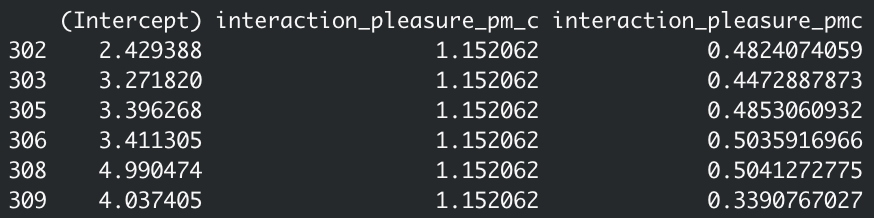 (Intercept) interaction_pleasure_pm_c interaction_pleasure_pmc
302 2.429388 1.152062 0.4824074059
303 3.271820 1.152062 0.4472887873
305 3.396268 1.152062 0.4853060932
306 3.411305 1.152062 0.5035916966
308 4.990474 1.152062 0.5041272775
309 4.037405 1.152062 0.3390767027